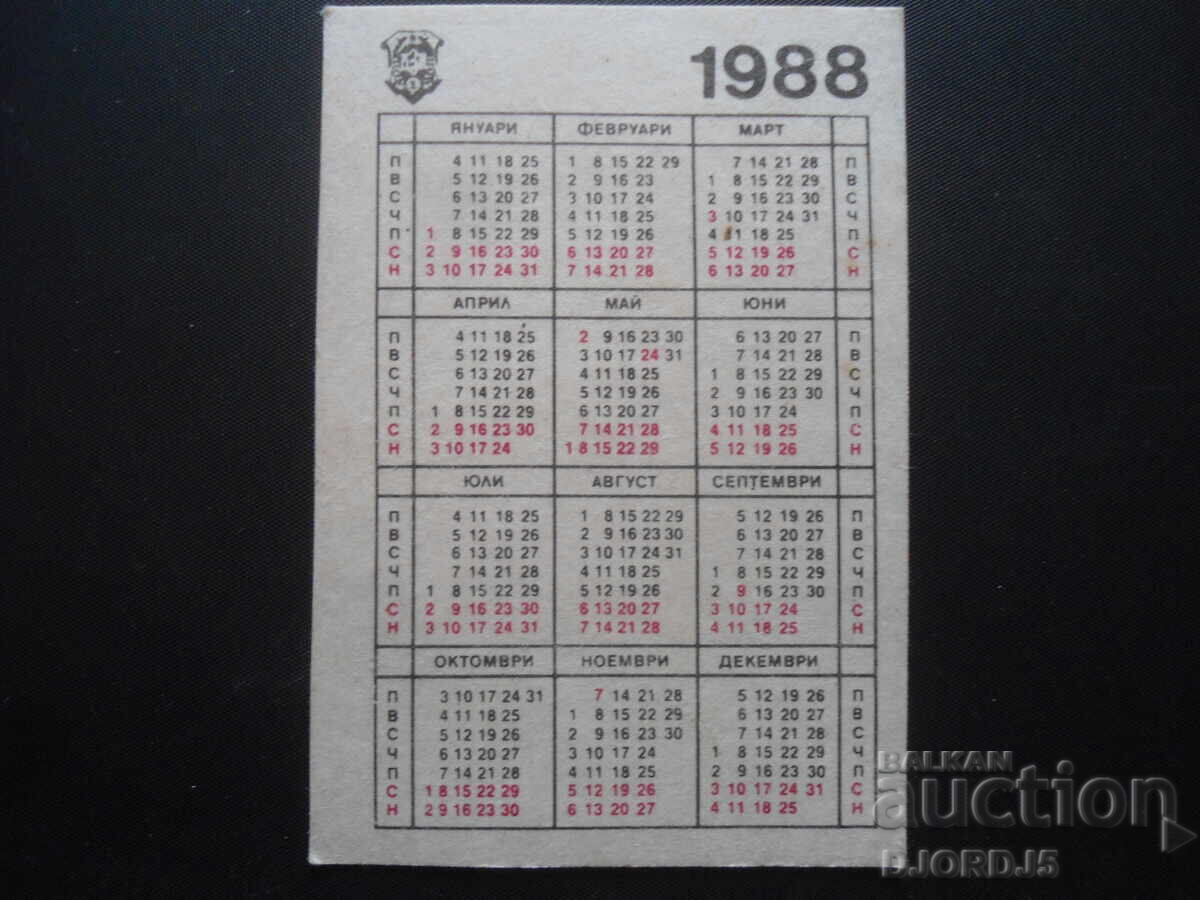 1988
ЯНУАРИ ФЕВРУАРИ МАРТ
П 4 11 18 25 1 8 15 22 29 7 14 21 28 П
В 5 12 19 26 2 9 16 23 1 8 15 22 29 В
С 6 13 20 27 3 10 17 24 2 9 16 23 30 С
Ч 7 14 21 28 4 11 18 25 3 10 17 24 31 Ч
П 1 8 15 22 29 5 12 19 26 4 11 18 25 П
С 2 9 16 23 30 6 13 20 27 5 12 19 26 С
Н 3 10 17 24 31 7 14 21 28 6 13 20 27 Н
АПРИЛ МАЙ ЮНИ
П 4 11 18 25 2 9 16 23 30 6 13 20 27 П
В 5 12 19 26 3 10 17 24 31 7 14 21 28 В
С 6 13 20 27 4 11 18 25 1 8 15 22 29 С
Ч 7 14 21 28 5 12 19 26 2 9 16 23 30 Ч
П 1 8 15 22 29 6 13 20 27 3 10 17 24 П
С 2 9 16 23 30 7 14 21 28 4 11 18 25 С
Н 3 10 17 24 1 8 15 22 29 5 12 19 26 Н
ЮЛИ АВГУСТ СЕПТЕМВРИ
П 4 11 18 25 1 8 15 22 29 5 12 19 26 П
В 5 12 19 26 2 9 16 23 30 6 13 20 27 В
С 6 13 20 27 3 10 17 24 31 7 14 21 28 С
Ч 7 14 21 28 4 11 18 25 1 8 15 22 29 Ч
П 1 8 15 22 29 5 12 19 26 2 9 16 23 30 П
С 2 9 16 23 30 6 13 20 27 3 10 17 24 С
Н 3 10 17 24 31 7 14 21 28 4 11 18 25 Н
ОКТОМВРИ НОЕМВРИ ДЕКЕМВРИ
П 3 10 17 24 31 7 14 21 28 5 12 19 26 П
В 4 11 18 25 1 8 15 22 29 6 13 20 27 В
С 5 12 19 26 2 9 16 23 30 7 14 21 28 С
Ч 6 13 20 27 3 10 17 24 1 8 15 22 29 Ч
П 7 14 21 28 4 11 18 25 2 9 16 23 30 П
С 1 8 15 22 29 5 12 19 26 3 10 17 24 31 С
Н 2 9 16 23 30 6 13 20 27 4 11 18 25 Н
BALKAN
auction
DJORDJ5